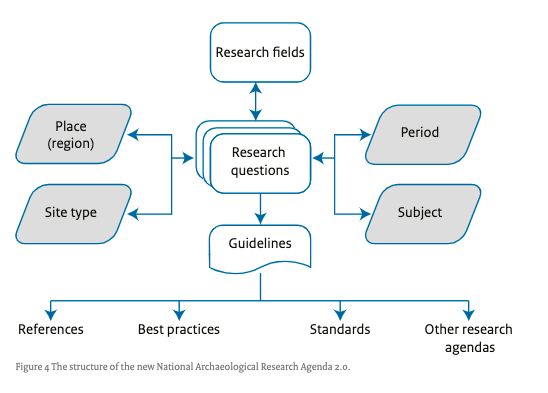 Research fields
Place
(region)
Period
Research
questions
Site type
Subject
Guidelines
References
Best practices
Standards
Other research
agendas
Figure 4 The structure of the new National Archaeological Research Agenda 2.0.